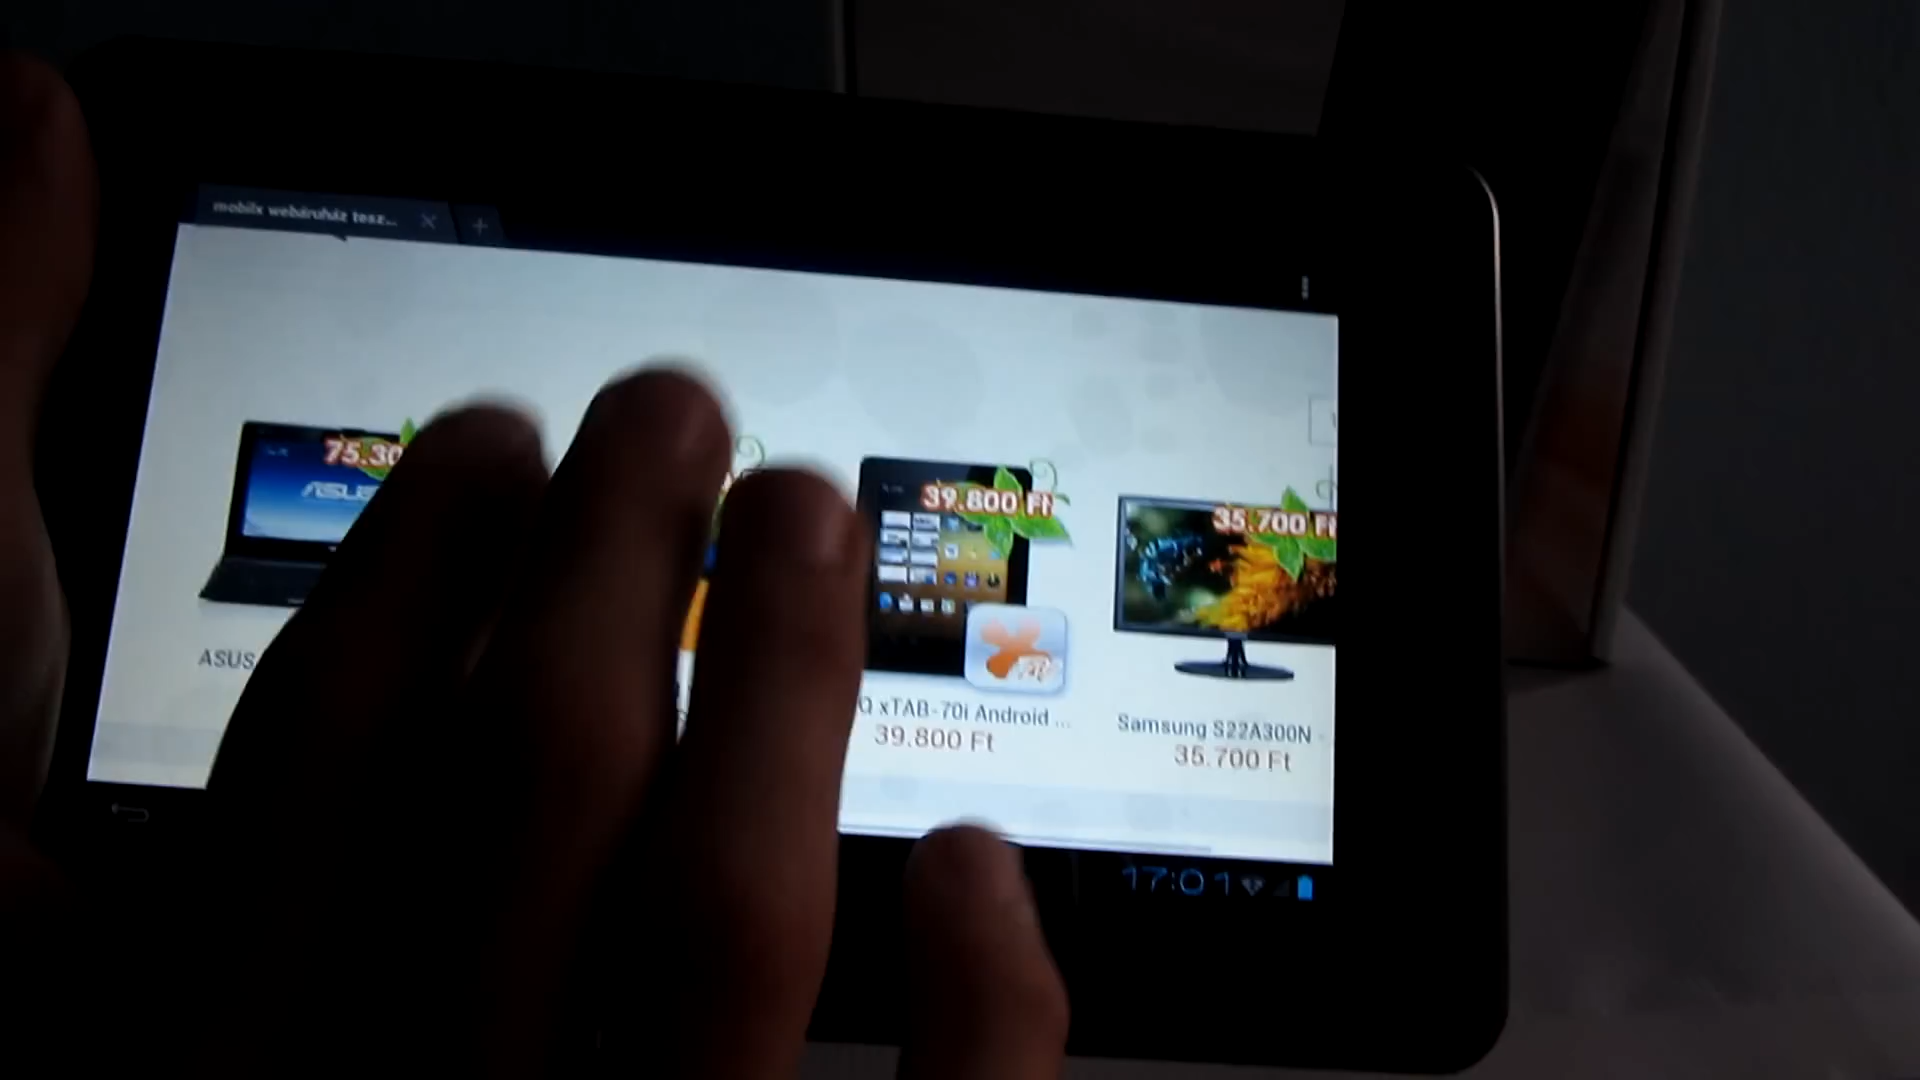 mobilx webáruház tesz...
75.30
ASUS
39.800 Ft
35.700 Ft
ASUS
Q xTAB-70i Android ...
39.800 Ft
Samsung S22A300N -
35.700 Ft
17:01